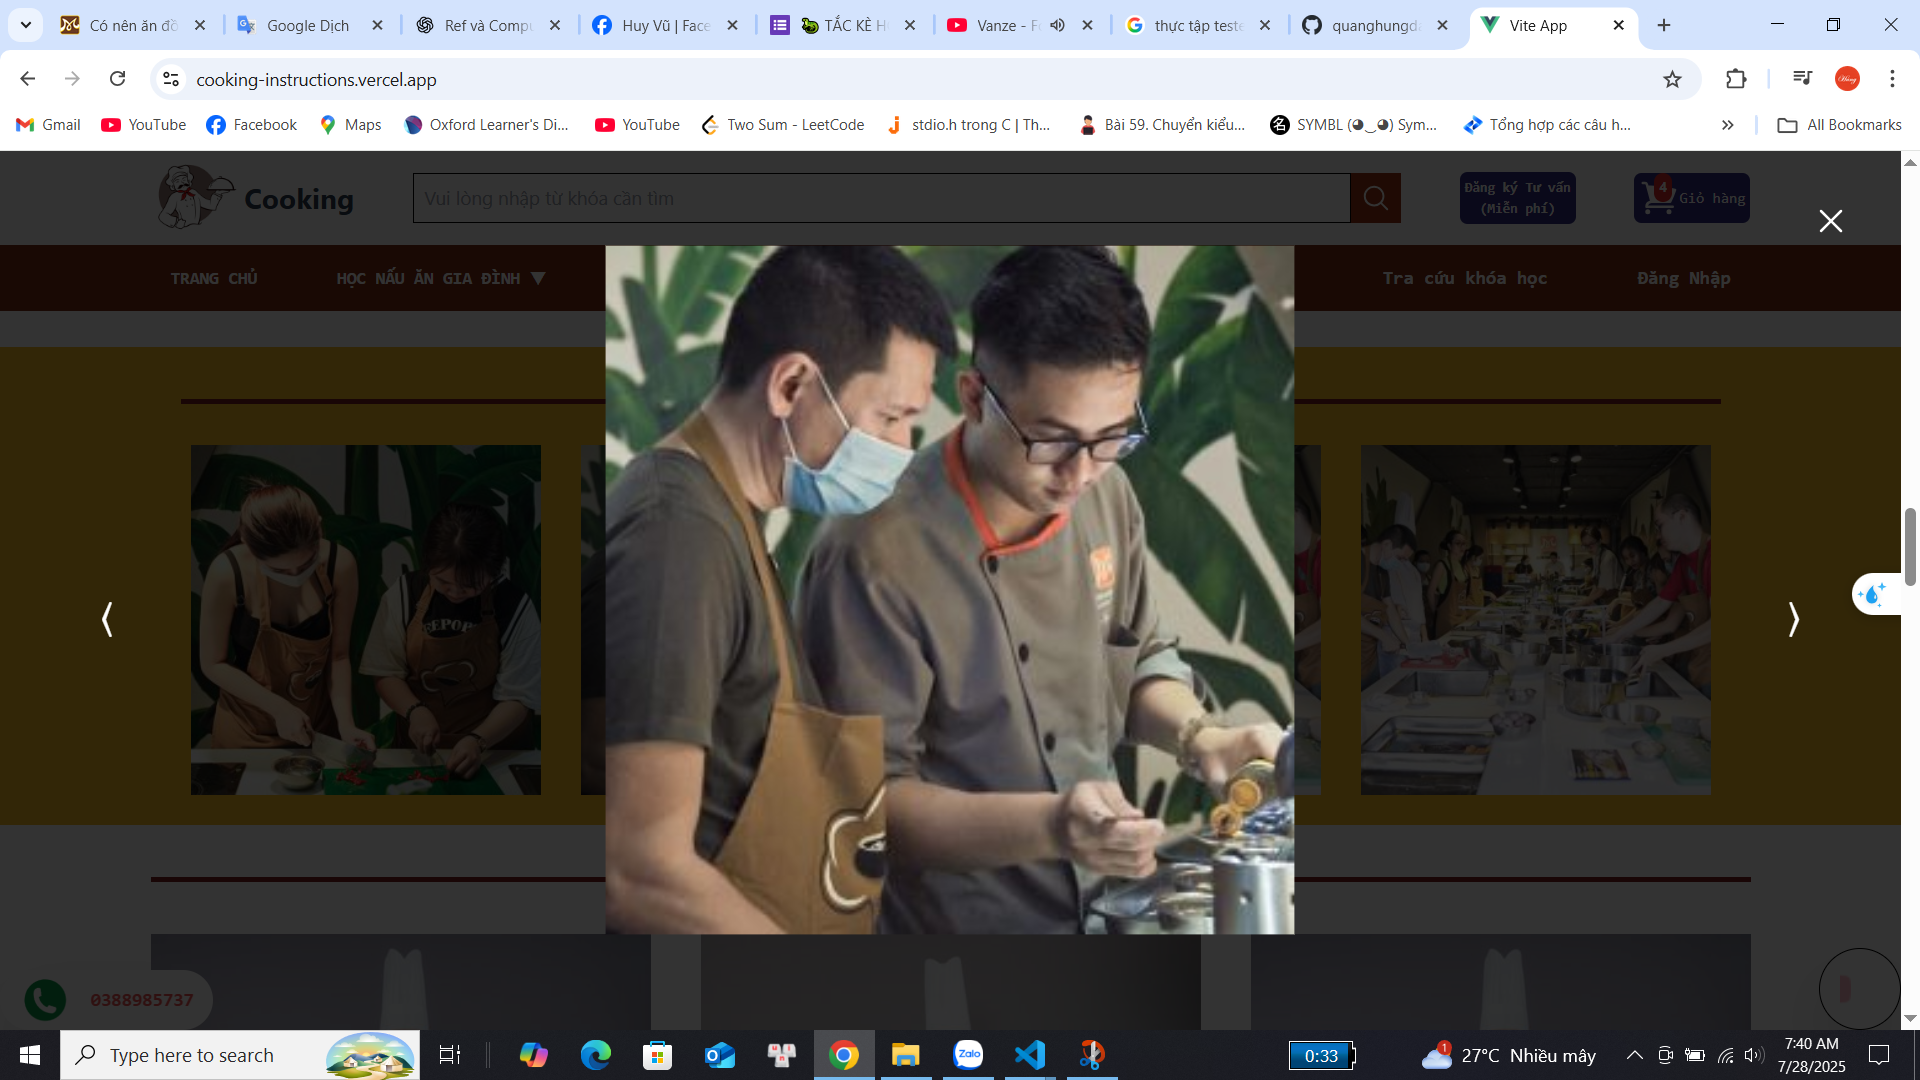 Có nên ăn đồ
Google Dịch
Ref và Compu
Huy Vũ | Face
TẮC KÈ H
Vanze - F
thực tập teste
quanghungda
Vite App
cooking-instructions.vercel.app
Gmail
YouTube
Facebook
Maps
Oxford Learner's Di...
YouTube
Two Sum - LeetCode
stdio.h trong C | Th...
Bài 59. Chuyển kiểu...
SYMBL (◕‿◕) Sym...
Tổng hợp các câu h...
All Bookmarks
Cooking
Vui lòng nhập từ khóa cần tìm
Đăng ký Tư vấn
(Miễn phí)
4
Giỏ hàng
TRANG CHỦ
HỌC NẤU ĂN GIA ĐÌNH ▼
Tra cứu khóa học
Đăng Nhập
0388985737
Type here to search
Zalo
0:33
1
27°C Nhiều mây
7:40 AM
7/28/2025